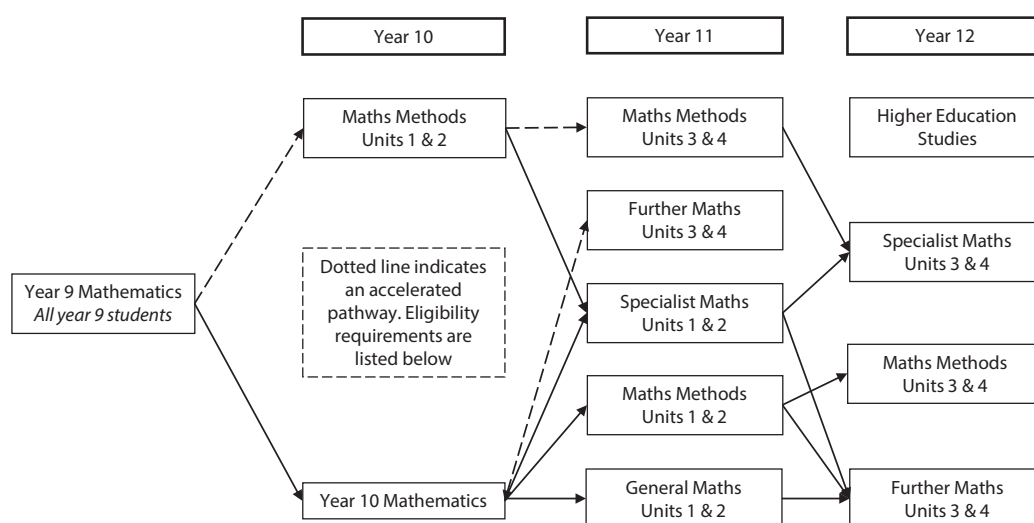 Year 10
Year 11
Year 12
Maths Methods
Units 1 & 2
Maths Methods
Units 3 & 4
Higher Education
Studies
Further Maths
Units 3 & 4
Specialist Maths
Units 3 & 4
Year 9 Mathematics
All year 9 students
Dotted line indicates
an accelerated
pathway. Eligibility
requirements are
listed below
Specialist Maths
Units 1 & 2
Maths Methods
Units 3 & 4
Maths Methods
Units 1 & 2
Year 10 Mathematics
General Maths
Units 1 & 2
Further Maths
Units 3 & 4